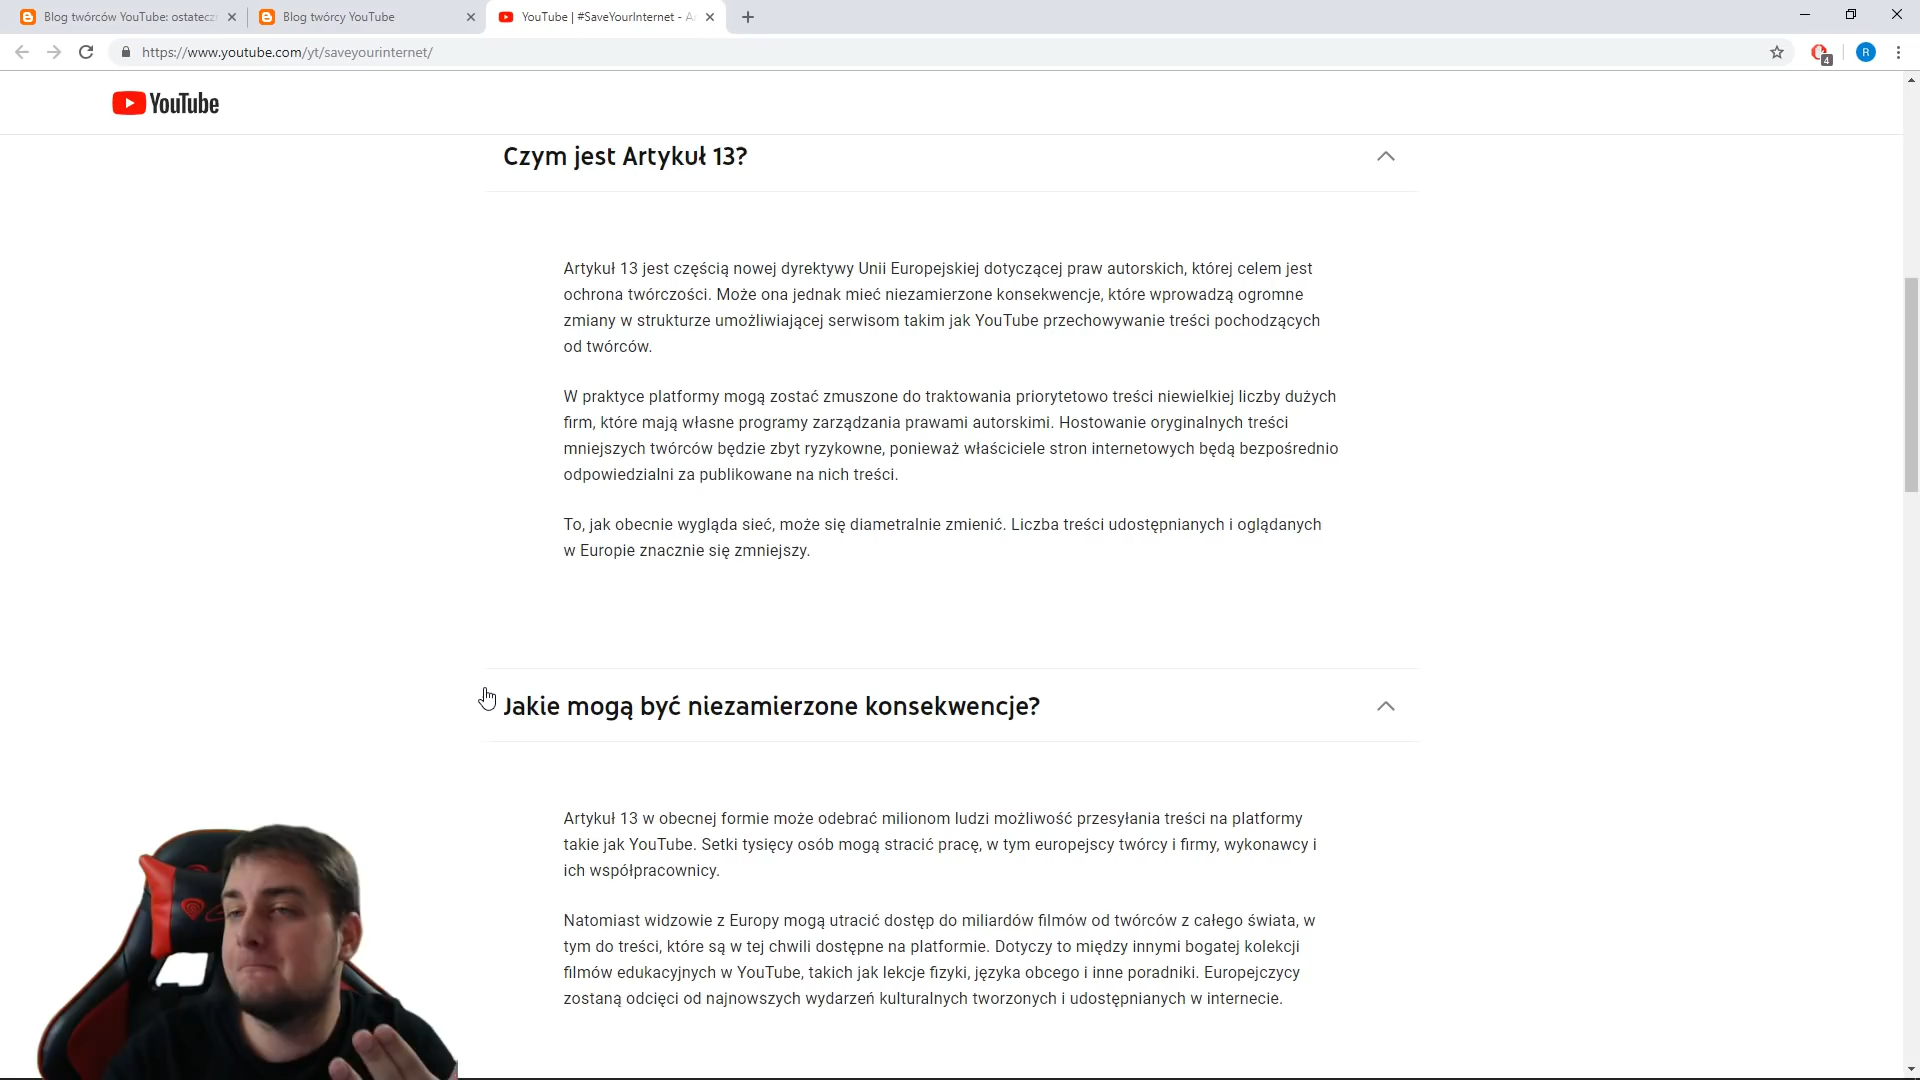 Blog twórców YouTube: ostatecz
Blog twórcy YouTube
YouTube | #SaveYourInternet - A
https://www.youtube.com/yt/saveyourinternet/
4
R
YouTube
Czym jest Artykuł 13?
Artykuł 13 jest częścią nowej dyrektywy Unii Europejskiej dotyczącej praw autorskich, której celem jest
ochrona twórczości. Może ona jednak mieć niezamierzone konsekwencje, które wprowadzą ogromne
zmiany w strukturze umożliwiającej serwisom takim jak YouTube przechowywanie treści pochodzących
od twórców.
W praktyce platformy mogą zostać zmuszone do traktowania priorytetowo treści niewielkiej liczby dużych
firm, które mają własne programy zarządzania prawami autorskimi. Hostowanie oryginalnych treści
mniejszych twórców będzie zbyt ryzykowne, ponieważ właściciele stron internetowych będą bezpośrednio
odpowiedzialni za publikowane na nich treści.
To, jak obecnie wygląda sieć, może się diametralnie zmienić. Liczba treści udostępnianych i oglądanych
w Europie znacznie się zmniejszy.
Jakie mogą być niezamierzone konsekwencje?
Artykuł 13 w obecnej formie może odebrać milionom ludzi możliwość przesyłania treści na platformy
takie jak YouTube. Setki tysięcy osób mogą stracić pracę, w tym europejscy twórcy i firmy, wykonawcy i
ich współpracownicy.
Natomiast widzowie z Europy mogą utracić dostęp do miliardów filmów od twórców z całego świata, w
tym do treści, które są w tej chwili dostępne na platformie. Dotyczy to między innymi bogatej kolekcji
filmów edukacyjnych w YouTube, takich jak lekcje fizyki, języka obcego i inne poradniki. Europejczycy
zostaną odcięci od najnowszych wydarzeń kulturalnych tworzonych i udostępnianych w internecie.